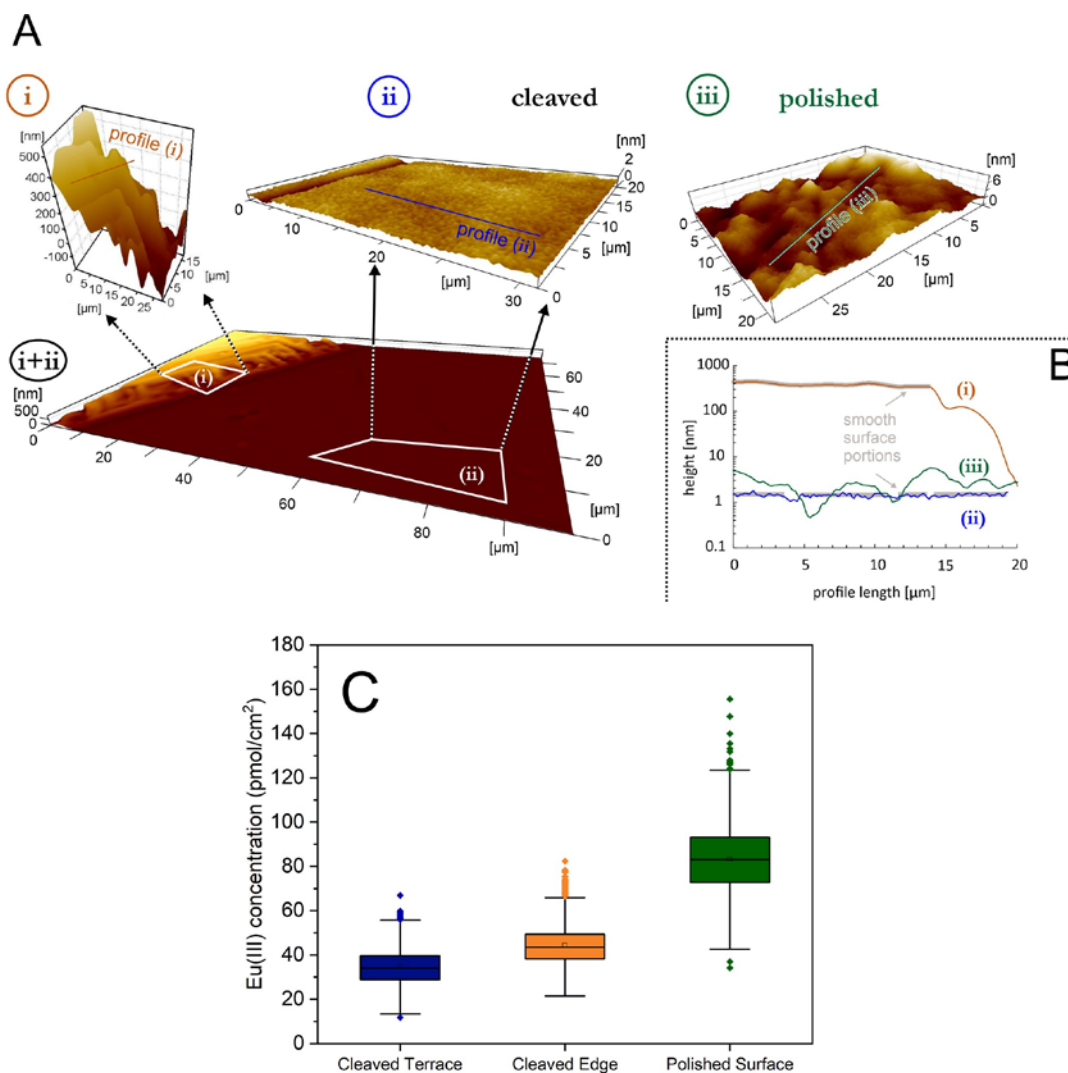 A
i
ii
cleaved
iii
polished
[nm]
500
400
300
200
100
0
-100
profile (i)
0
5
10
15
20
25
[µm]
0
5
10
15
[µm]
[nm]
2
0
0
20
[µm]
30
0
5
10
15
20
[µm]
profile (ii)
[nm]
6
0
0
5
10
15
20
[µm]
25
20
15
10
5
[µm]
profile (iii)
i+ii
[nm]
500
0
0
20
40
60
80
[µm]
0
20
40
60
[µm]
(i)
(ii)
B
1000
100
10
1
0.1
height [nm]
(i)
smooth
surface
portions
(iii)
(ii)
0
5
10
15
20
profile length [µm]
C
180
160
140
120
100
80
60
40
20
0
Eu(III) concentration (pmol/cm²)
Cleaved Terrace
Cleaved Edge
Polished Surface